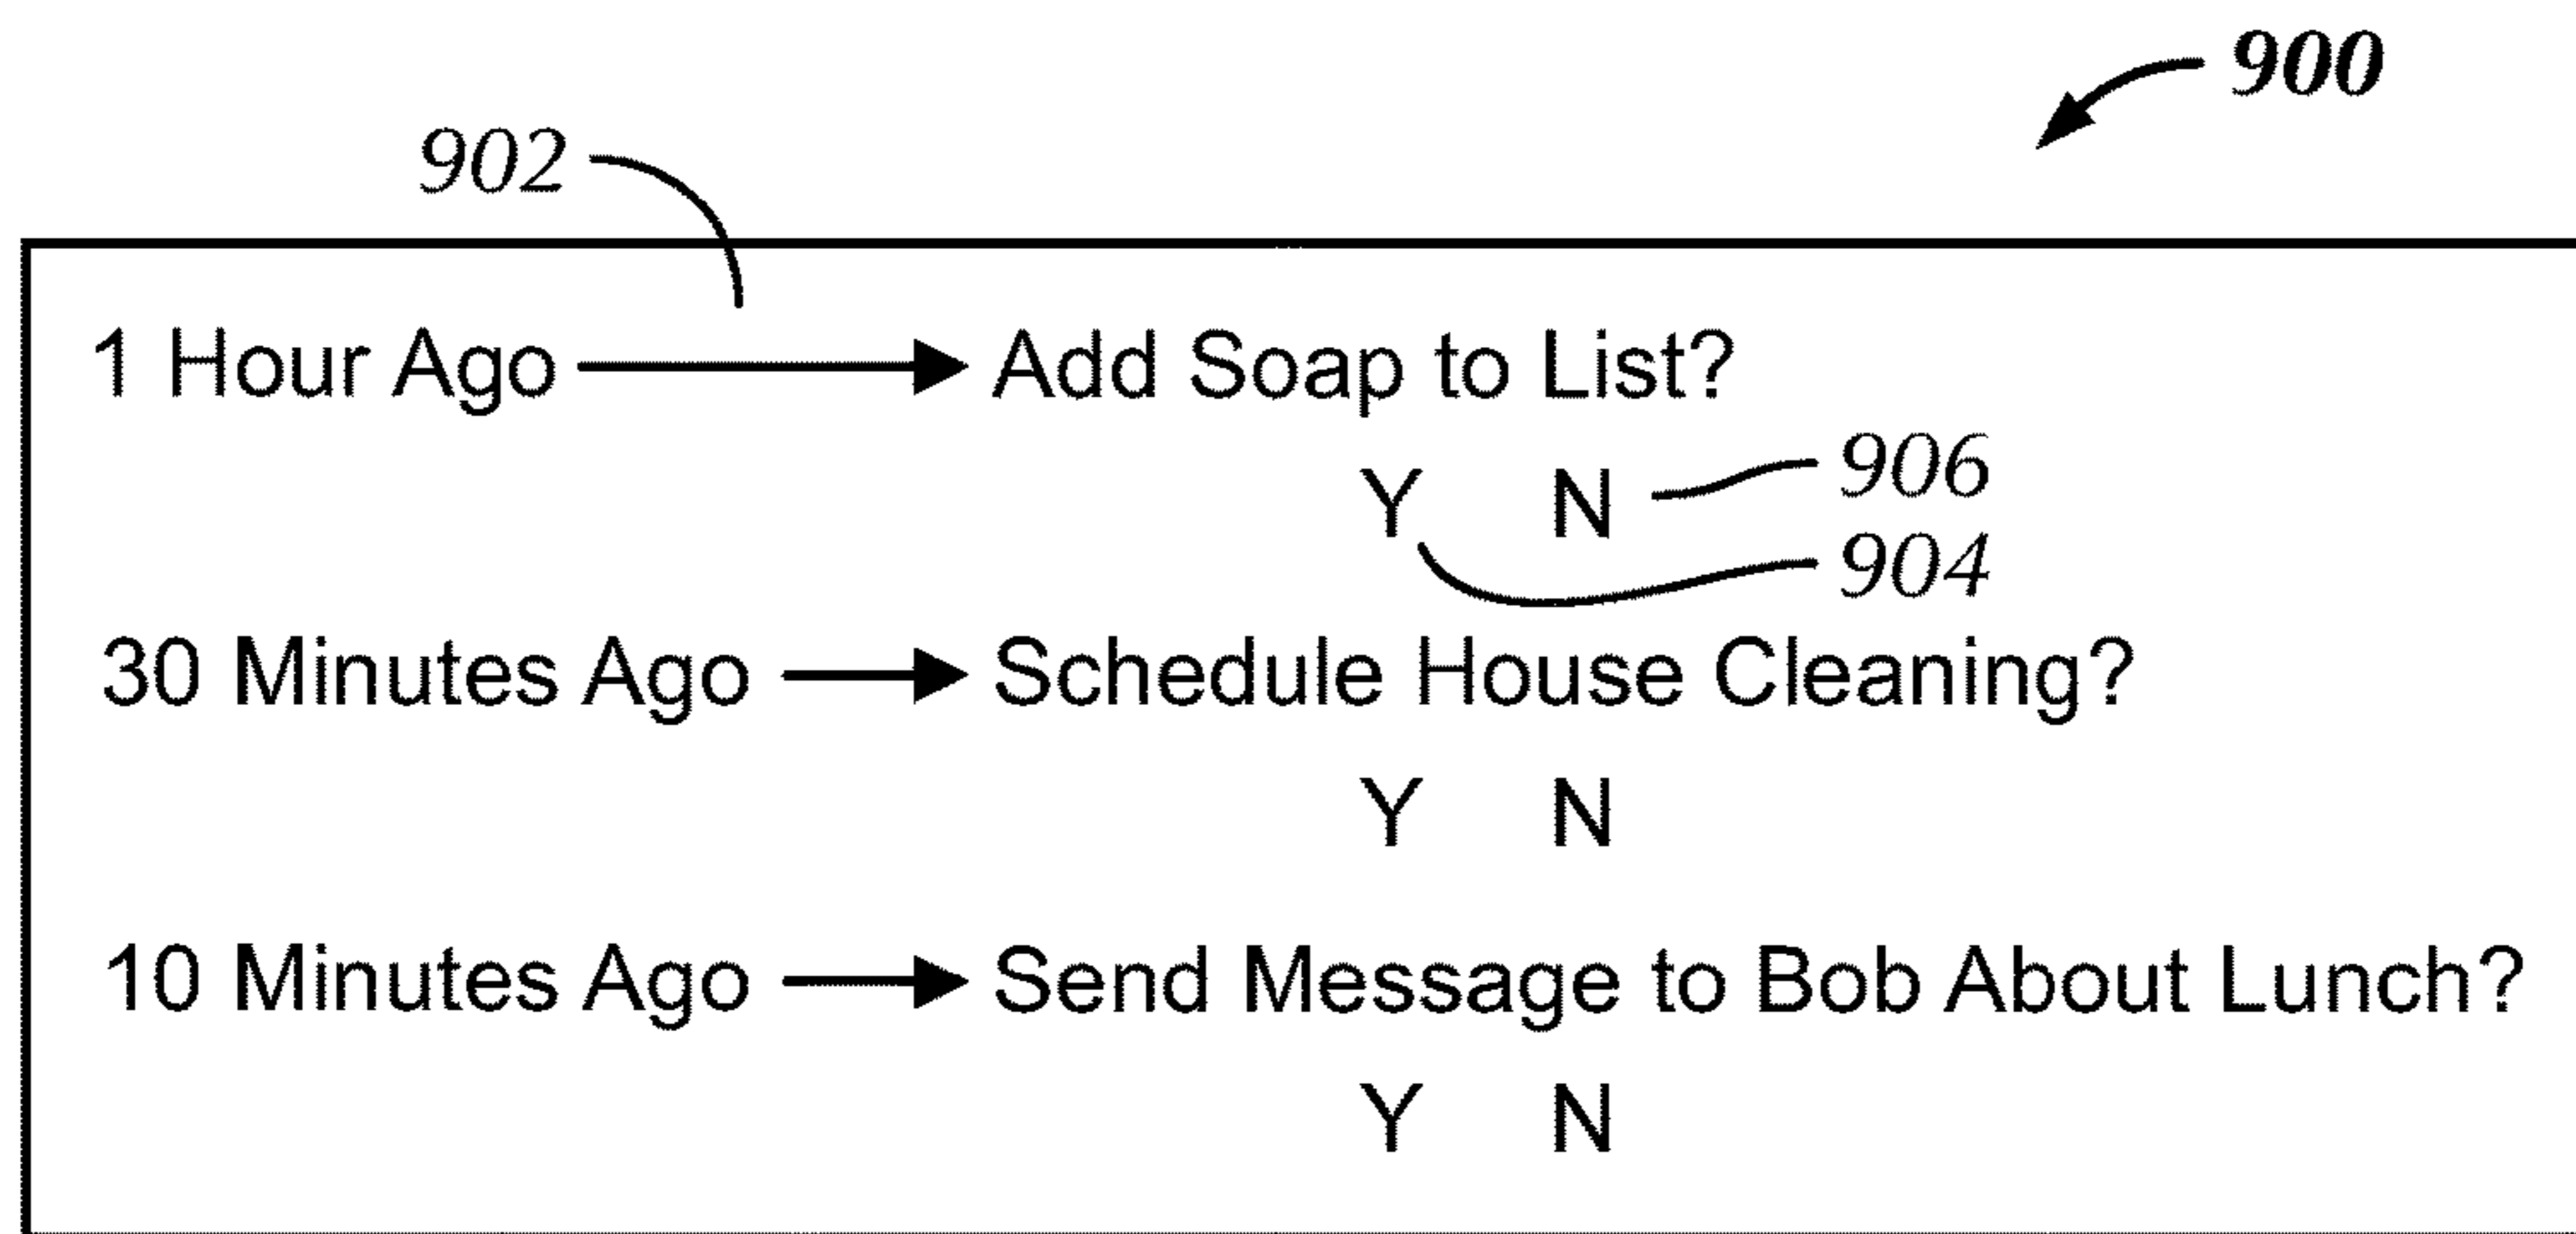 900
902
1 Hour Ago Add Soap to List?
Y N 906
904
30 Minutes Ago Schedule House Cleaning?
Y N
10 Minutes Ago Send Message to Bob About Lunch?
Y N